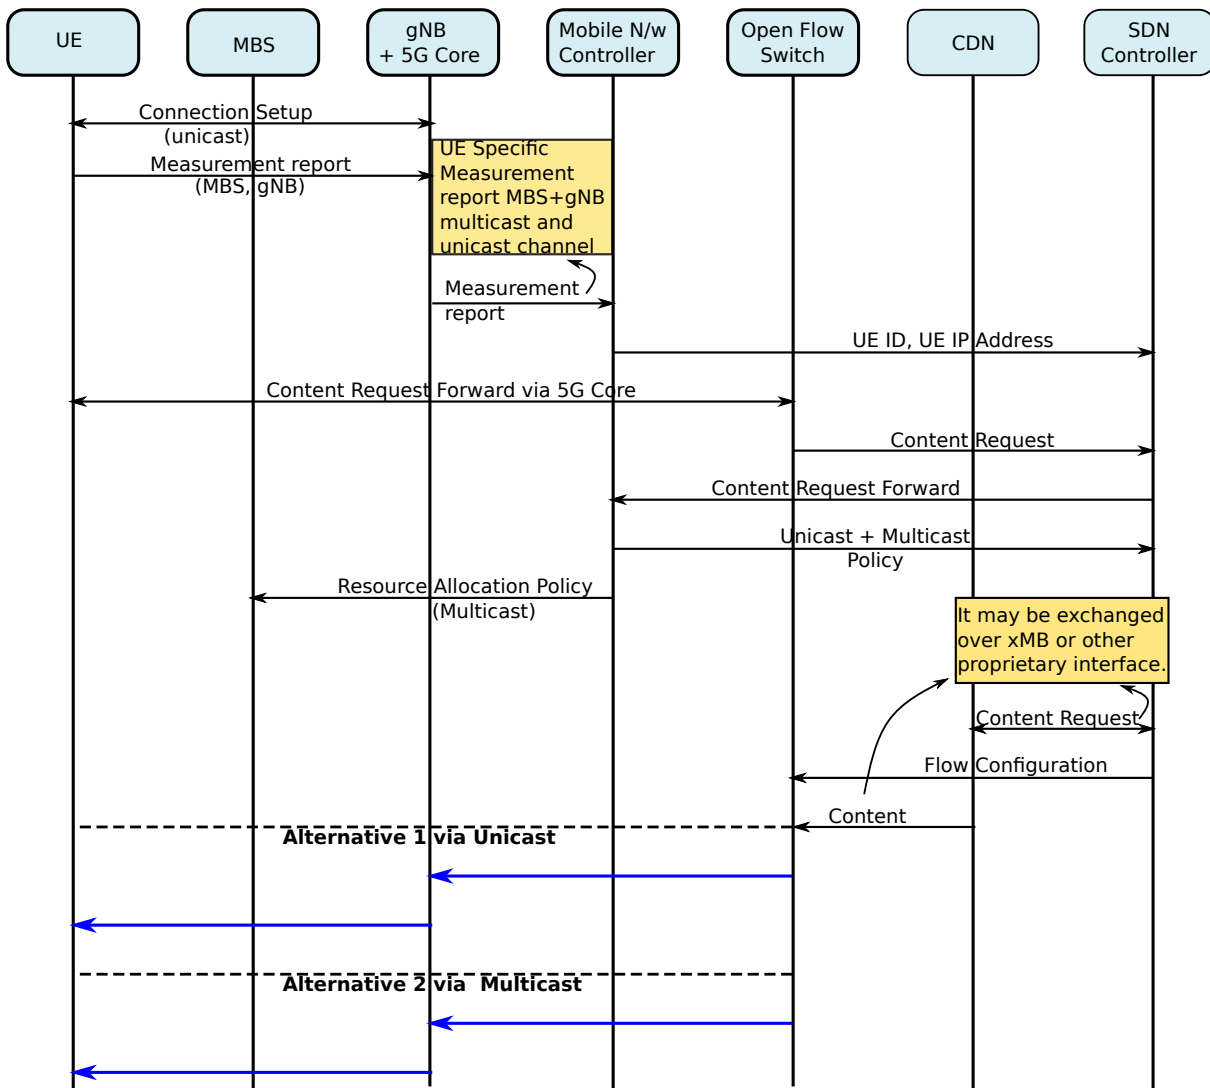 UE
MBS
gNB
+ 5G Core
Mobile N/w
Controller
Open Flow
Switch
CDN
SDN
Controller
Connection Setup
(unicast)
Measurement report
(MBS, gNB)
UE Specific
Measurement
report MBS+gNB
multicast and
unicast channel
Measurement
report
UE ID, UE IP Address
Content Request Forward via 5G Core
Content Request
Content Request Forward
Unicast + Multicast
Policy
Resource Allocation Policy
(Multicast)
It may be exchanged
over xMB or other
proprietary interface.
Content Request
Flow Configuration
Content
Alternative 1 via Unicast
Alternative 2 via Multicast